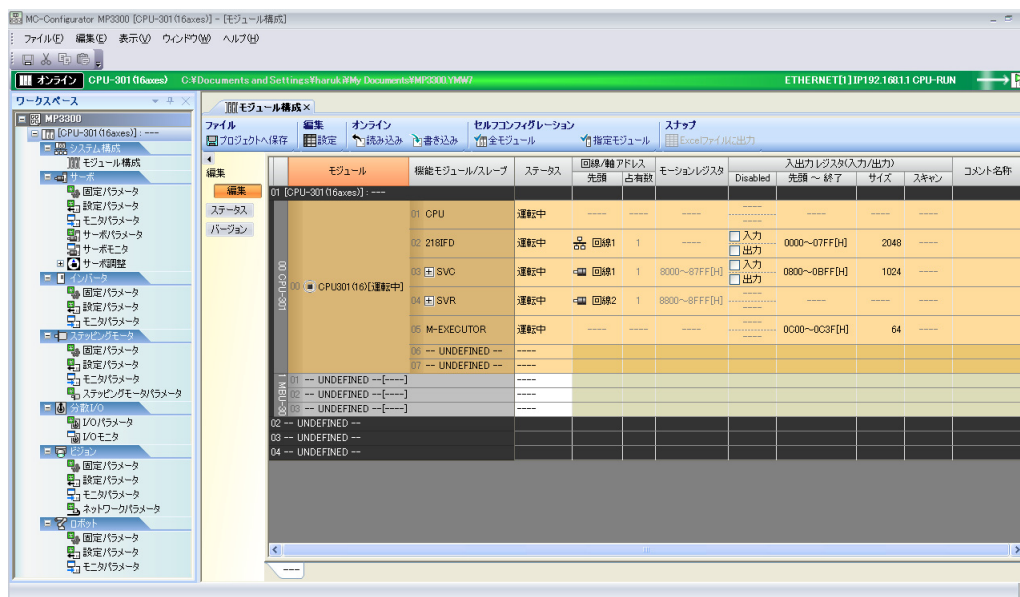 MC-Configurator MP3300 [CPU-301(16axes)] - [モジュール構成]
ファイル(F) 編集(E) 表示(V) ウィンドウ(W) ヘルプ(H)
オンライン CPU-301(16axes) C:¥Documents and Settings¥haruki¥My Documents¥MP3300.YMW7 ETHERNET[1] IP192.168.1.1 CPU-RUN
ワークスペース
MP3300
[CPU-301(16axes)] : ----
システム構成
モジュール構成
サーボ
固定パラメータ
設定パラメータ
モニタパラメータ
サーボパラメータ
サーボモニタ
サーボ調整
インバータ
固定パラメータ
設定パラメータ
モニタパラメータ
ステッピングモータ
固定パラメータ
設定パラメータ
モニタパラメータ
ステッピングモータパラメータ
分散I/O
I/Oパラメータ
I/Oモニタ
ビジョン
固定パラメータ
設定パラメータ
モニタパラメータ
ネットワークパラメータ
ロボット
固定パラメータ
設定パラメータ
モニタパラメータ
モジュール構成×
ファイル 編集 オンライン セルフコンフィグレーション スナップ
プロジェクトへ保存 設定 読み込み 書き込み 全モジュール 指定モジュール Excelファイルに出力
編集
編集
ステータス
バージョン
モジュール 機能モジュール/スレーブ ステータス 回線/軸アドレス モーションレジスタ 入出力レジスタ(入力/出力) コメント名称
先頭 占有数 Disabled 先頭 ～ 終了 サイズ スキャン
01 [CPU-301(16axes)] : ----
00 CPU-301
00 CPU301(16)[運転中]
01 CPU 運転中 ---- ---- ---- ---- ---- ---- ---- ----
02 218IFD 運転中 回線1 1 ---- 入力 出力 0000～07FF[H] 2048 ----
03 SVC 運転中 回線1 1 8000～87FF[H] 入力 出力 0800～0BFF[H] 1024 ----
04 SVR 運転中 回線2 1 8800～8FFF[H] ---- ---- ---- ---- ----
05 M-EXECUTOR 運転中 ---- ---- ---- ---- ---- 0C00～0C3F[H] 64 ----
06 -- UNDEFINED -- ----
07 -- UNDEFINED -- ----
01 -- UNDEFINED --[----] ----
02 -- UNDEFINED --[----] ----
03 -- UNDEFINED --[----] ----
02 -- UNDEFINED --
03 -- UNDEFINED --
04 -- UNDEFINED --
---